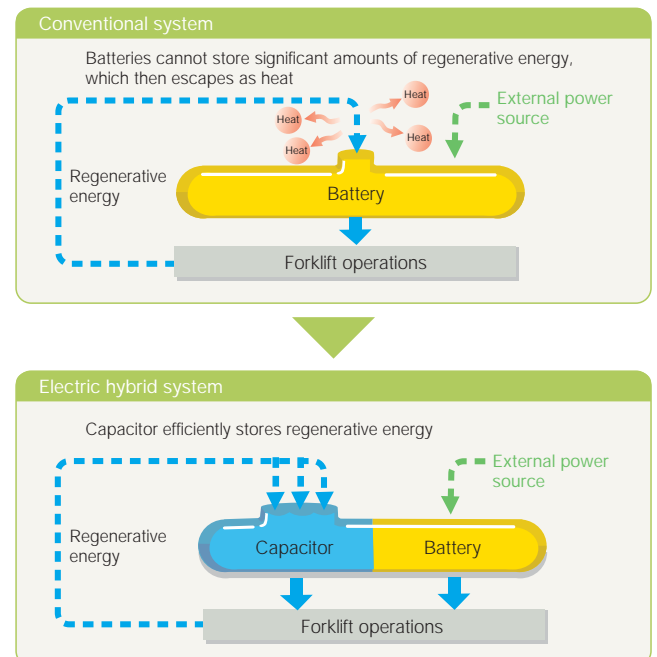 Conventional system
Batteries cannot store significant amounts of regenerative energy,
which then escapes as heat
Heat
External power
source
Heat
Heat
Heat
Regenerative
energy
Battery
Forklift operations
Electric hybrid system
Capacitor efficiently stores regenerative energy
External power
source
Regenerative
energy
Capacitor
Battery
Forklift operations